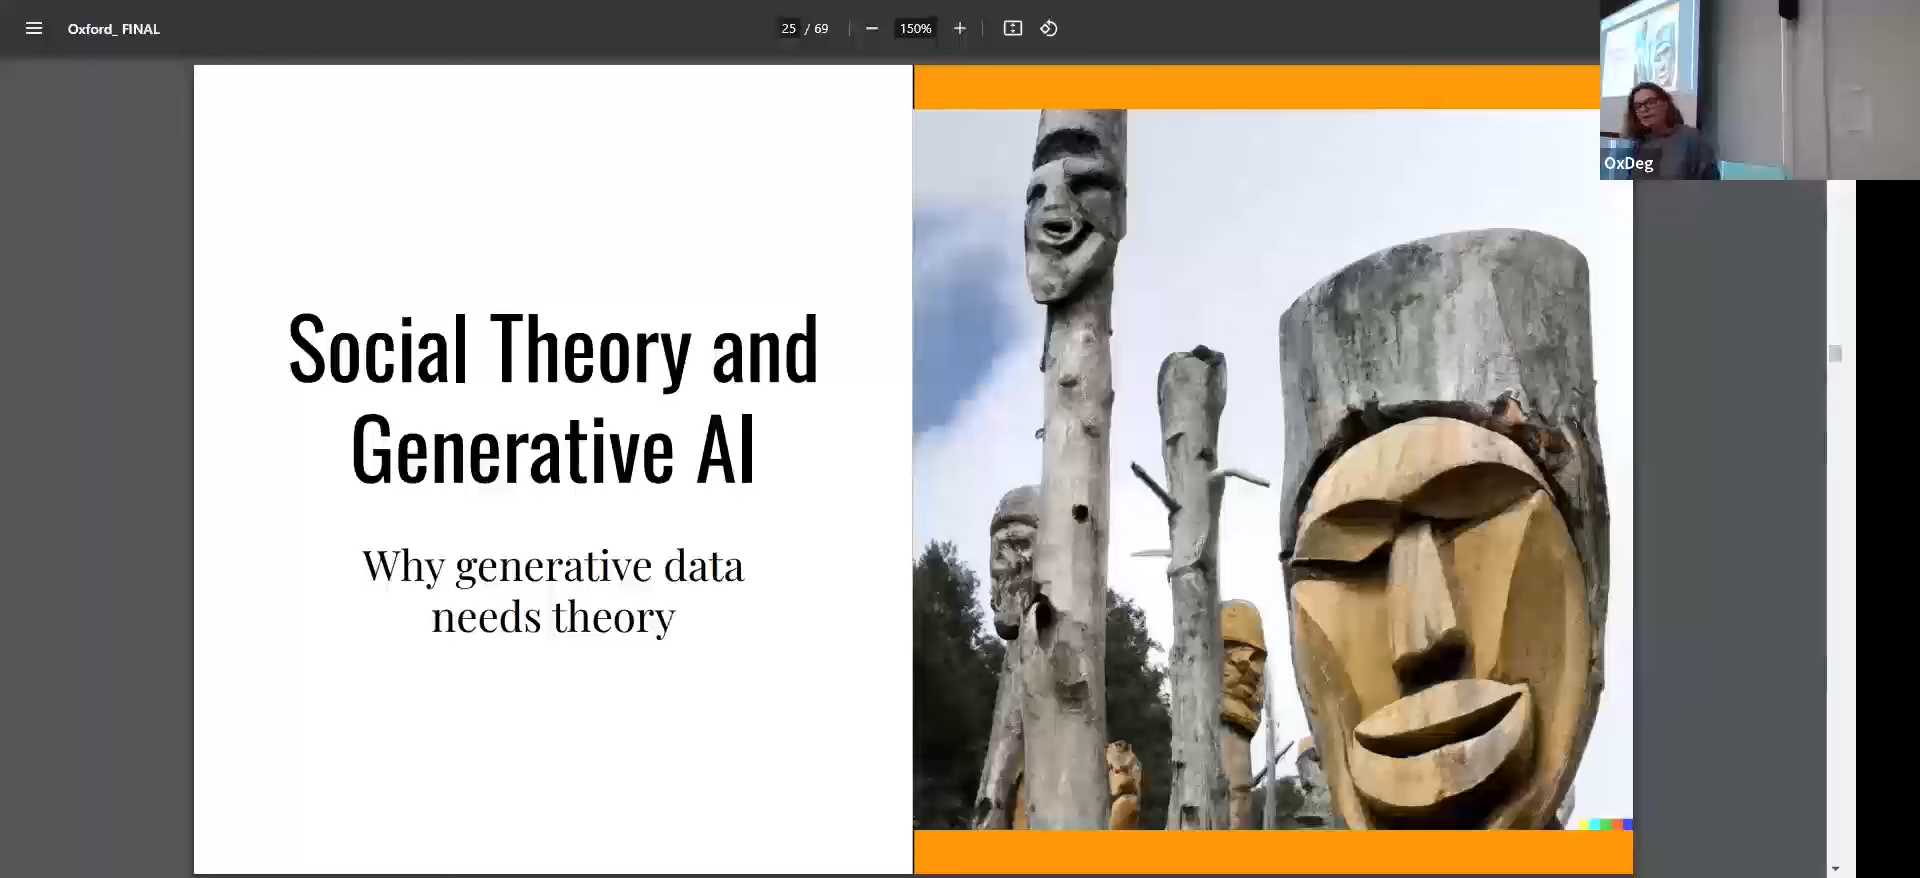 Oxford_ FINAL
25 / 69
150%
OxDeg
Social Theory and
Generative AI
Why generative data
needs theory